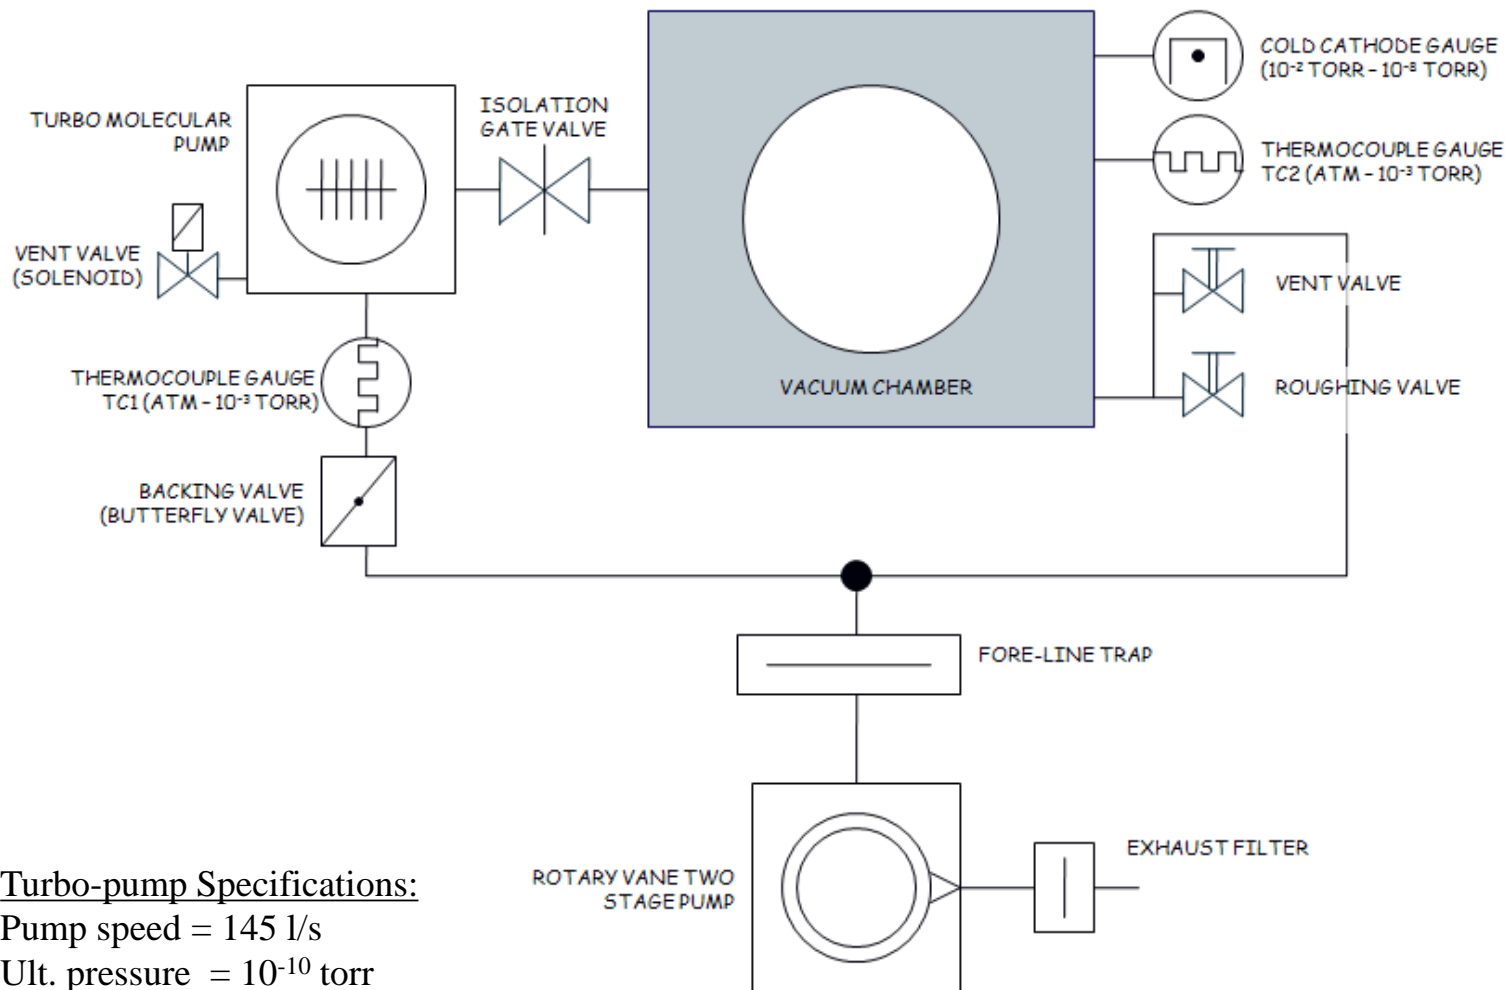 COLD CATHODE GAUGE
(10⁻² TORR – 10⁻⁸ TORR)
ISOLATION
GATE VALVE
TURBO MOLECULAR
PUMP
THERMOCOUPLE GAUGE
TC2 (ATM – 10⁻³ TORR)
VENT VALVE
(SOLENOID)
VENT VALVE
THERMOCOUPLE GAUGE
TC1 (ATM – 10⁻³ TORR)
VACUUM CHAMBER
ROUGHING VALVE
BACKING VALVE
(BUTTERFLY VALVE)
FORE-LINE TRAP
EXHAUST FILTER
ROTARY VANE TWO
STAGE PUMP
Turbo-pump Specifications:
Pump speed = 145 l/s
Ult. pressure = 10⁻¹⁰ torr